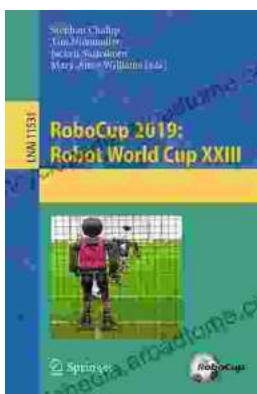 Stephan Chalup
Tim Niemueller
Jackrit Suthakorn
Mary-Anne Williams (Eds.)
LNAI 11531
RoboCup 2019:
Robot World Cup XXIII
Springer
RoboCup